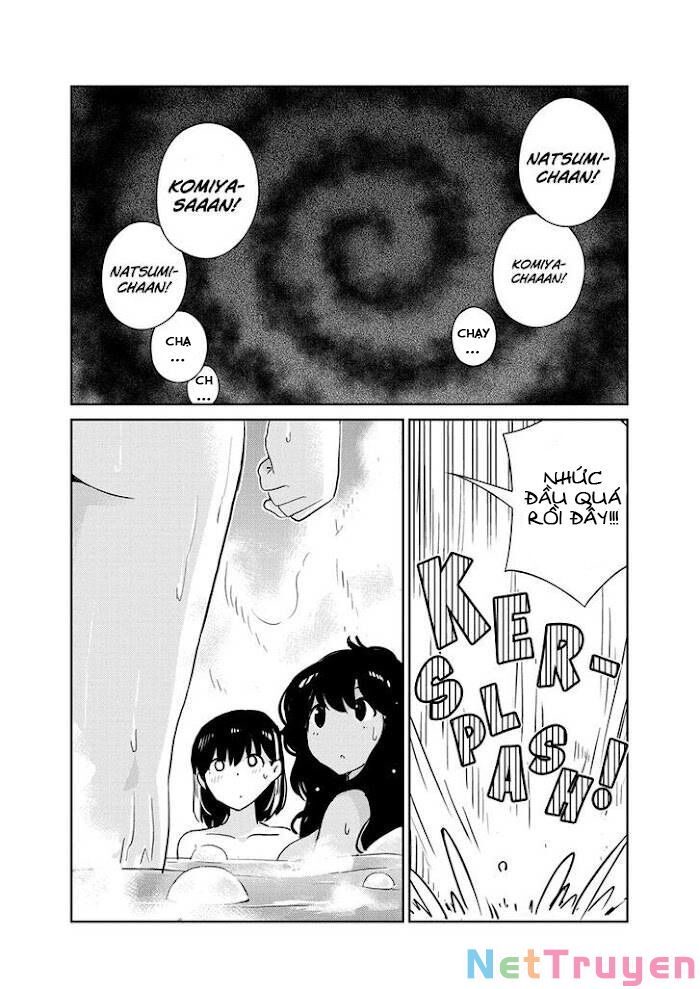 NATSUMI-
CHAAN!
KOMIYA-
SAAAN!
KOMIYA-
CHAAAN!
NATSUMI-
CHAAN!
CHẠY
...
CHẠ
...
CH
...
NHỨC
ĐẦU QUÁ
RỒI ĐẤY!!!
KER-
SPLASH!
NetTruyen